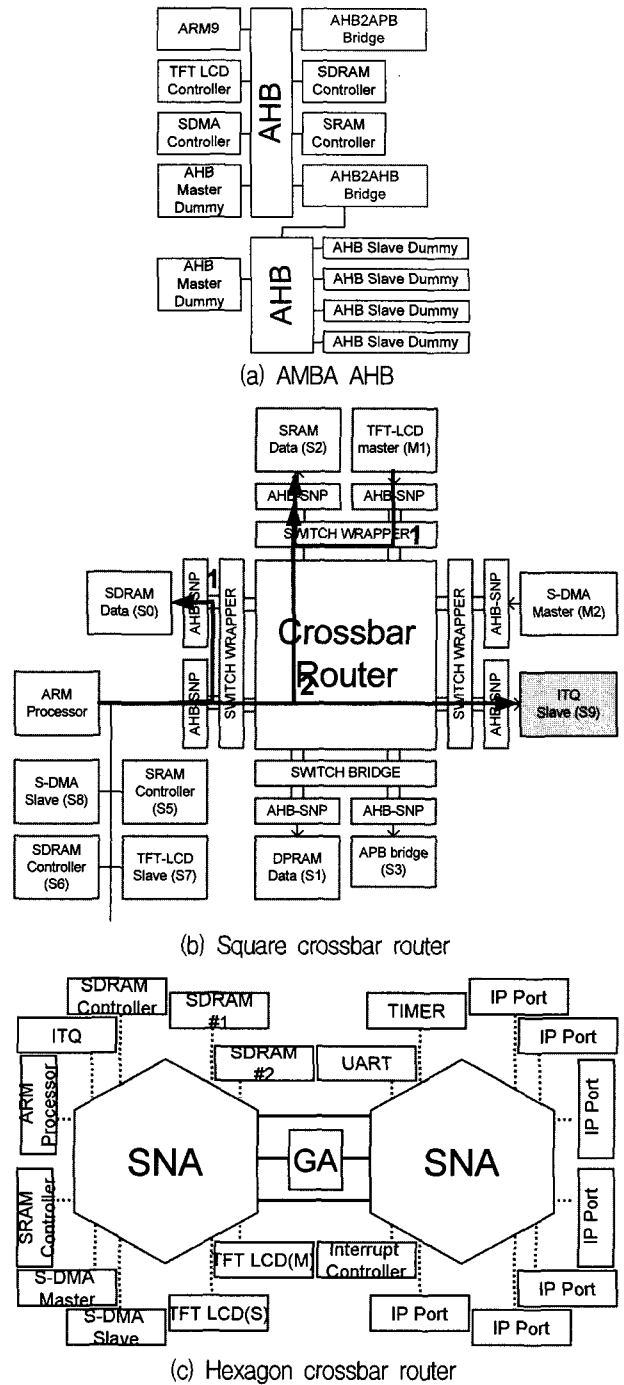 ARM9
AHB2APB
Bridge
TFT LCD
Controller
SDRAM
Controller
SDMA
Controller
SRAM
Controller
AHB
Master
Dummy
AHB2AHB
Bridge
AHB
AHB
Master
Dummy
AHB
AHB Slave Dummy
AHB Slave Dummy
AHB Slave Dummy
AHB Slave Dummy
(a) AMBA AHB
SRAM
Data (S2)
TFT-LCD
master (M1)
AHB-SNP
AHB-SNP
SWITCH WRAPPER
1
SDRAM
Data (S0)
AHB-SNP
1
SWITCH WRAPPER
Crossbar
Router
2
SWITCH WRAPPER
AHB-SNP
S-DMA
Master (M2)
ARM
Processor
AHB-SNP
AHB-SNP
ITQ
Slave (S9)
S-DMA
Slave (S8)
SRAM
Controller
(S5)
SWITCH BRIDGE
AHB-SNP
AHB-SNP
SDRAM
Controller
(S6)
TFT-LCD
Slave (S7)
DPRAM
Data (S1)
APB bridge
(S3)
(b) Square crossbar router
SDRAM
Controller
SDRAM
#1
TIMER
IP Port
ITQ
IP Port
SDRAM
#2
UART
ARM
Processor
IP Port
SNA
GA
SNA
SRAM
Controller
IP Port
TFT LCD(M)
Interrupt
Controller
S-DMA
Master
IP Port
S-DMA
Slave
TFT LCD(S)
IP Port
IP Port
(c) Hexagon crossbar router